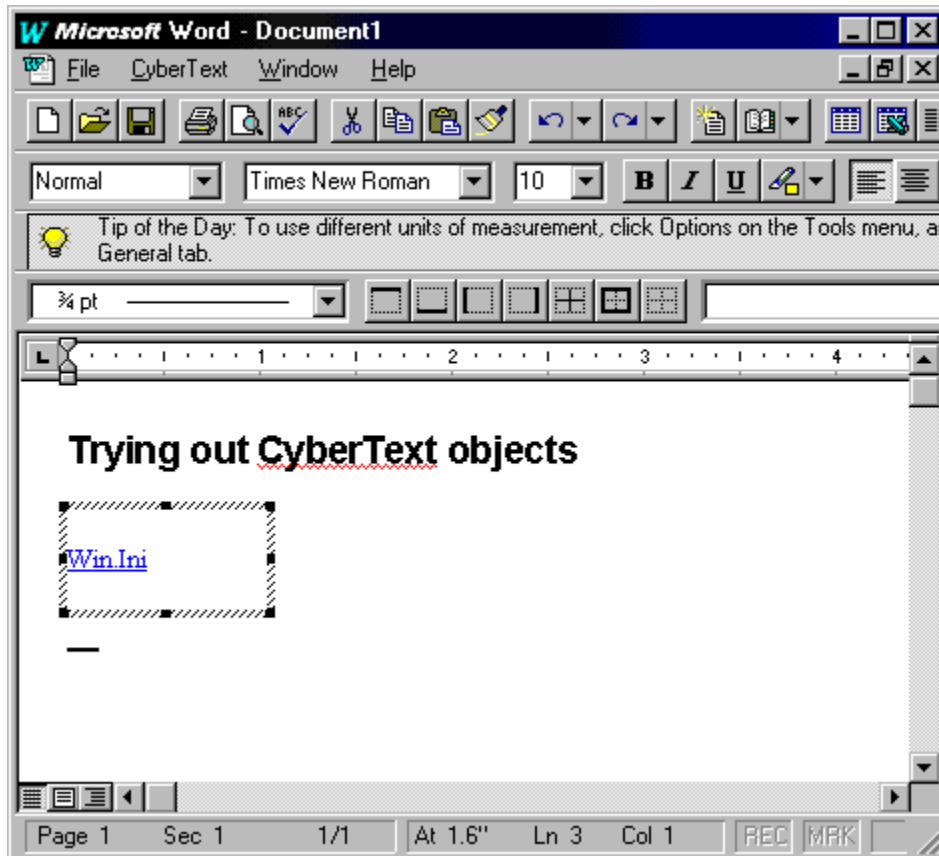 Microsoft Word - Document1
File CyberText Window Help
ABC
Normal Times New Roman 10 B I U
Tip of the Day: To use different units of measurement, click Options on the Tools menu, a
General tab.
¾ pt
1 2 3 4
Trying out CyberText objects
Win.Ini
Page 1 Sec 1 1/1 At 1.6" Ln 3 Col 1 REC MRK